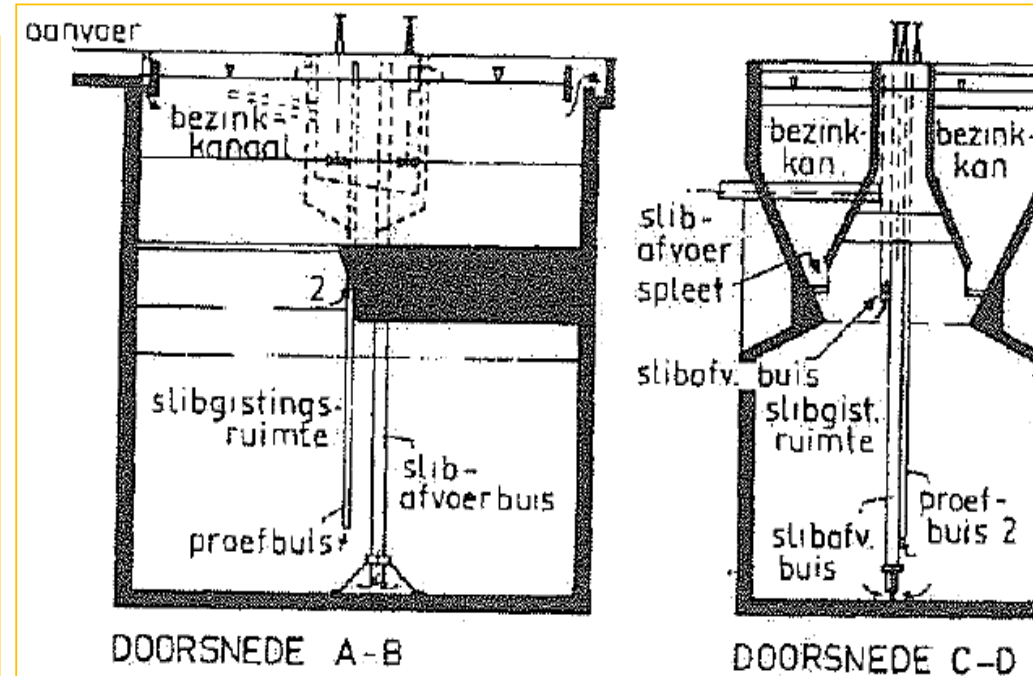 aanvoer
bezink-
kanaal
2
slibgistings-
ruimte
slib-
afvoerbuis
proefbuis
DOORSNEDE A-B
bezink-
kan
bezink-
kan
slib-
afvoer
spleet
slibafv. buis
slibgist.
ruimte
proef-
buis 2
slibafv.
buis
DOORSNEDE C-D